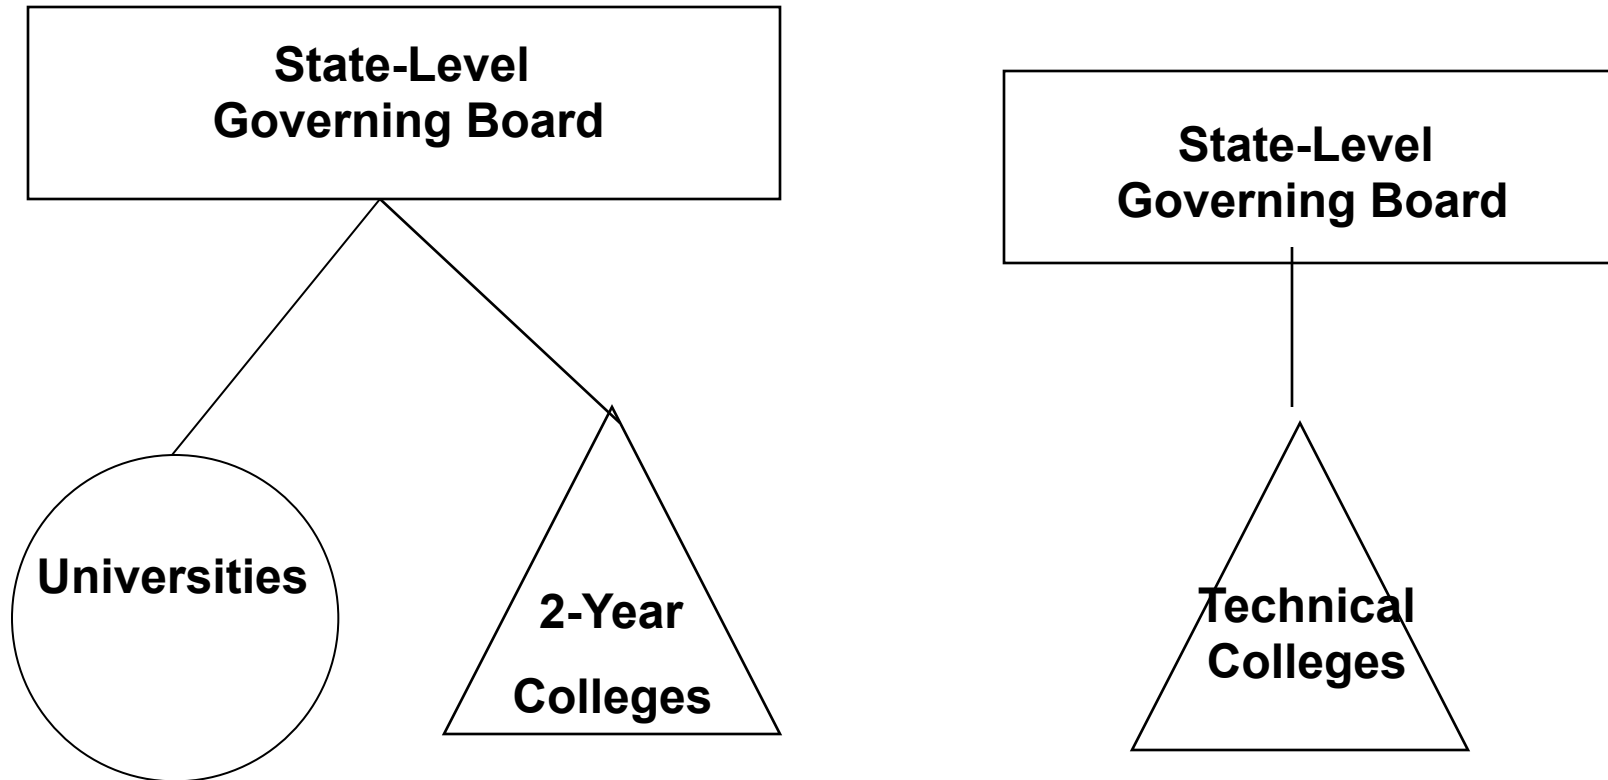 State-Level
Governing Board
State-Level
Governing Board
Universities
2-Year
Colleges
Technical
Colleges